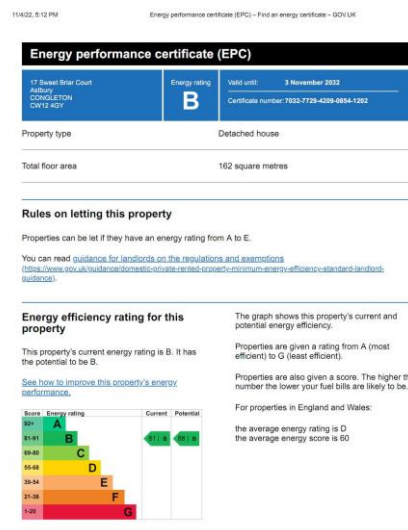 11/4/22, 5:12 PM Energy performance certificate (EPC) – Find an energy certificate – GOV.UK
Energy performance certificate (EPC)
17 Sweet Briar Court
Astbury
CONGLETON
CW12 4GY
Energy rating
B
Valid until: 3 November 2032
Certificate number: 7032-7729-4209-0854-1202
Property type Detached house
Total floor area 162 square metres
Rules on letting this property
Properties can be let if they have an energy rating from A to E.
You can read guidance for landlords on the regulations and exemptions
(https://www.gov.uk/guidance/domestic-private-rented-property-minimum-energy-efficiency-standard-landlord-
guidance).
Energy efficiency rating for this
property
This property's current energy rating is B. It has
the potential to be B.
See how to improve this property's energy
performance.
Score Energy rating Current Potential
92+ A
81-91 B 81 | B 88 | B
69-80 C
55-68 D
39-54 E
21-38 F
1-20 G
The graph shows this property's current and
potential energy efficiency.
Properties are given a rating from A (most
efficient) to G (least efficient).
Properties are also given a score. The higher th
number the lower your fuel bills are likely to be.
For properties in England and Wales:
the average energy rating is D
the average energy score is 60